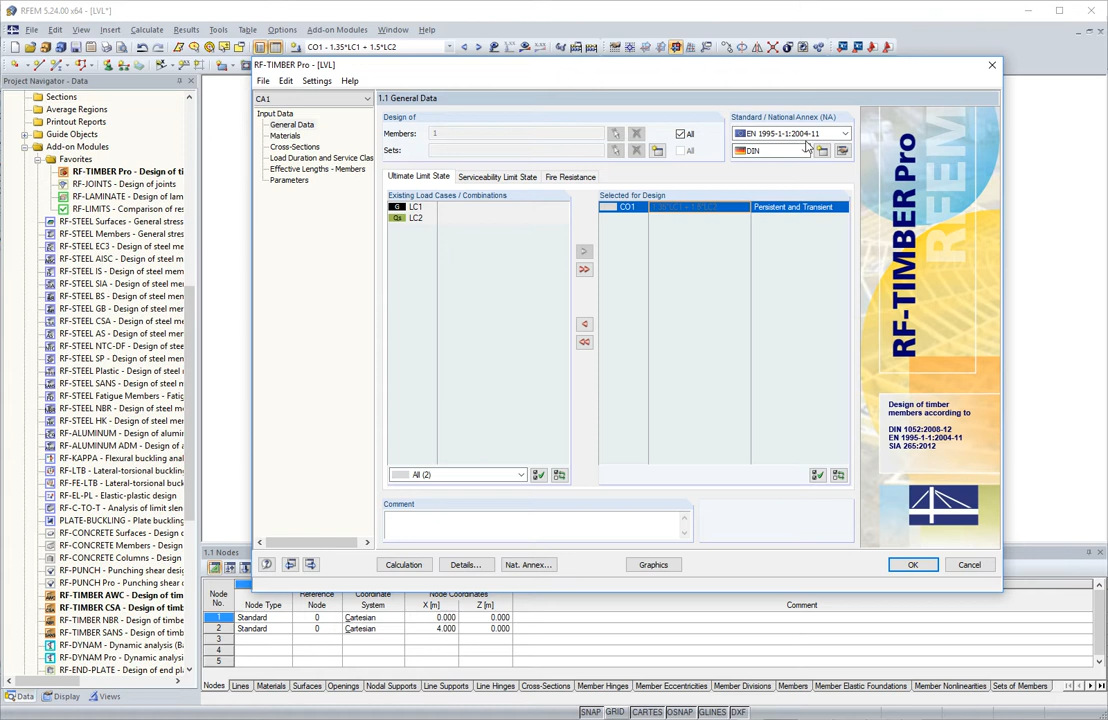 RFEM 5.24.00 x64 - [LVL*]
File Edit View Insert Calculate Results Tools Table Options Add-on Modules Window Help
CO1 - 1.35*LC1 + 1.5*LC2
Project Navigator - Data
Sections
Average Regions
Printout Reports
Guide Objects
Add-on Modules
Favorites
RF-TIMBER Pro - Design of ti
RF-JOINTS - Design of joints
RF-LAMINATE - Design of lam
RF-LIMITS - Comparison of res
RF-STEEL Surfaces - General stress
RF-STEEL Members - General stres
RF-STEEL EC3 - Design of steel me
RF-STEEL AISC - Design of steel m
RF-STEEL IS - Design of steel mem
RF-STEEL SIA - Design of steel me
RF-STEEL BS - Design of steel mem
RF-STEEL GB - Design of steel mer
RF-STEEL CSA - Design of steel me
RF-STEEL AS - Design of steel mem
RF-STEEL NTC-DF - Design of steel
RF-STEEL SP - Design of steel mem
RF-STEEL Plastic - Design of steel
RF-STEEL SANS - Design of steel m
RF-STEEL Fatigue Members - Fatig
RF-STEEL NBR - Design of steel me
RF-STEEL HK - Design of steel mem
RF-ALUMINUM - Design of alumin
RF-ALUMINUM ADM - Design of a
RF-KAPPA - Flexural buckling anal
RF-LTB - Lateral-torsional buckling
RF-FE-LTB - Lateral-torsional buck
RF-EL-PL - Elastic-plastic design
RF-C-TO-T - Analysis of limit slen
PLATE-BUCKLING - Plate buckling
RF-CONCRETE Surfaces - Design o
RF-CONCRETE Members - Design
RF-CONCRETE Columns - Design o
RF-PUNCH - Punching shear desig
RF-PUNCH Pro - Punching shear d
RF-TIMBER AWC - Design of timb
RF-TIMBER CSA - Design of timbe
RF-TIMBER NBR - Design of timbe
RF-TIMBER SANS - Design of timb
RF-DYNAM - Dynamic analysis (Ba
RF-DYNAM Pro - Dynamic analysis
RF-END-PLATE - Design of end pl
Data Display Views
RF-TIMBER Pro - [LVL]
File Edit Settings Help
CA1
Input Data
General Data
Materials
Cross-Sections
Load Duration and Service Clas
Effective Lengths - Members
Parameters
1.1 General Data
Design of
Members: 1 All
Sets: All
Standard / National Annex (NA)
EN 1995-1-1:2004-11
DIN
Ultimate Limit State Serviceability Limit State Fire Resistance
Existing Load Cases / Combinations
G LC1
Qs LC2
All (2)
Selected for Design
CO1 1.35*LC1 + 1.5*LC2 Persistent and Transient
Comment
Calculation Details... Nat. Annex... Graphics OK Cancel
RF-TIMBER Pro
RFEM
Design of timber
members according to
DIN 1052:2008-12
EN 1995-1-1:2004-11
SIA 265:2012
1.1 Nodes
Node No. Node Type Reference Node Coordinate System Node Coordinates X [m] Z [m] Comment
1 Standard 0 Cartesian 0.000 0.000
2 Standard 0 Cartesian 4.000 0.000
3
4
5
Nodes Lines Materials Surfaces Openings Nodal Supports Line Supports Line Hinges Cross-Sections Member Hinges Member Eccentricities Member Divisions Members Member Elastic Foundations Member Nonlinearities Sets of Members
SNAP GRID CARTES OSNAP GLINES DXF